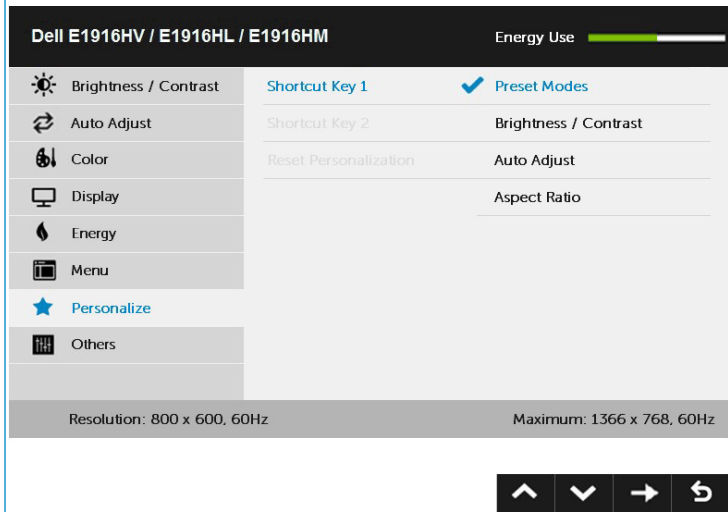 Dell E1916HV / E1916HL / E1916HM
Energy Use
Brightness / Contrast
Shortcut Key 1
Preset Modes
Auto Adjust
Shortcut Key 2
Brightness / Contrast
Color
Reset Personalization
Auto Adjust
Display
Aspect Ratio
Energy
Menu
Personalize
Others
Resolution: 800 x 600, 60Hz
Maximum: 1366 x 768, 60Hz